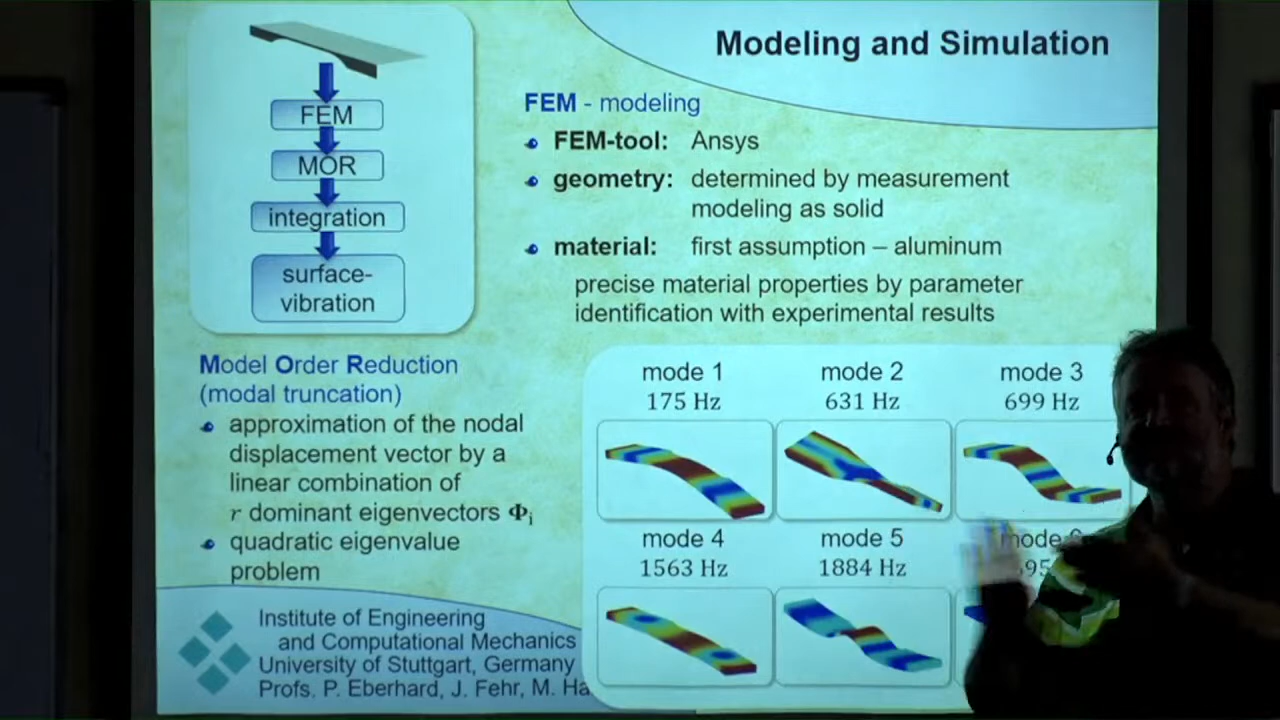 Modeling and Simulation
FEM
MOR
integration
surface-
vibration
FEM - modeling
FEM-tool: Ansys
geometry: determined by measurement
modeling as solid
material: first assumption – aluminum
precise material properties by parameter
identification with experimental results
Model Order Reduction
(modal truncation)
approximation of the nodal
displacement vector by a
linear combination of
r dominant eigenvectors Φi
quadratic eigenvalue
problem
mode 1
175 Hz
mode 2
631 Hz
mode 3
699 Hz
mode 4
1563 Hz
mode 5
1884 Hz
mode
Institute of Engineering
and Computational Mechanics
University of Stuttgart, Germany
Profs. P. Eberhard, J. Fehr, M. Ha